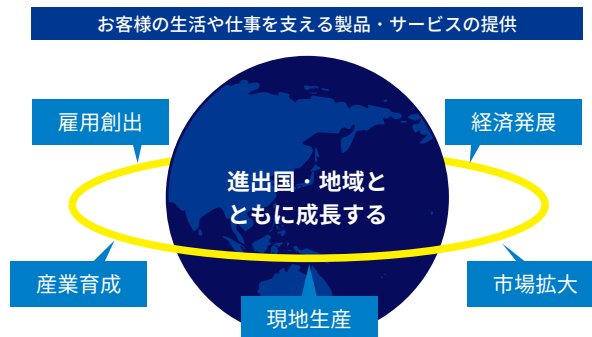 お客様の生活や仕事を支える製品・サービスの提供
雇用創出
経済発展
進出国・地域と
ともに成長する
産業育成
市場拡大
現地生産